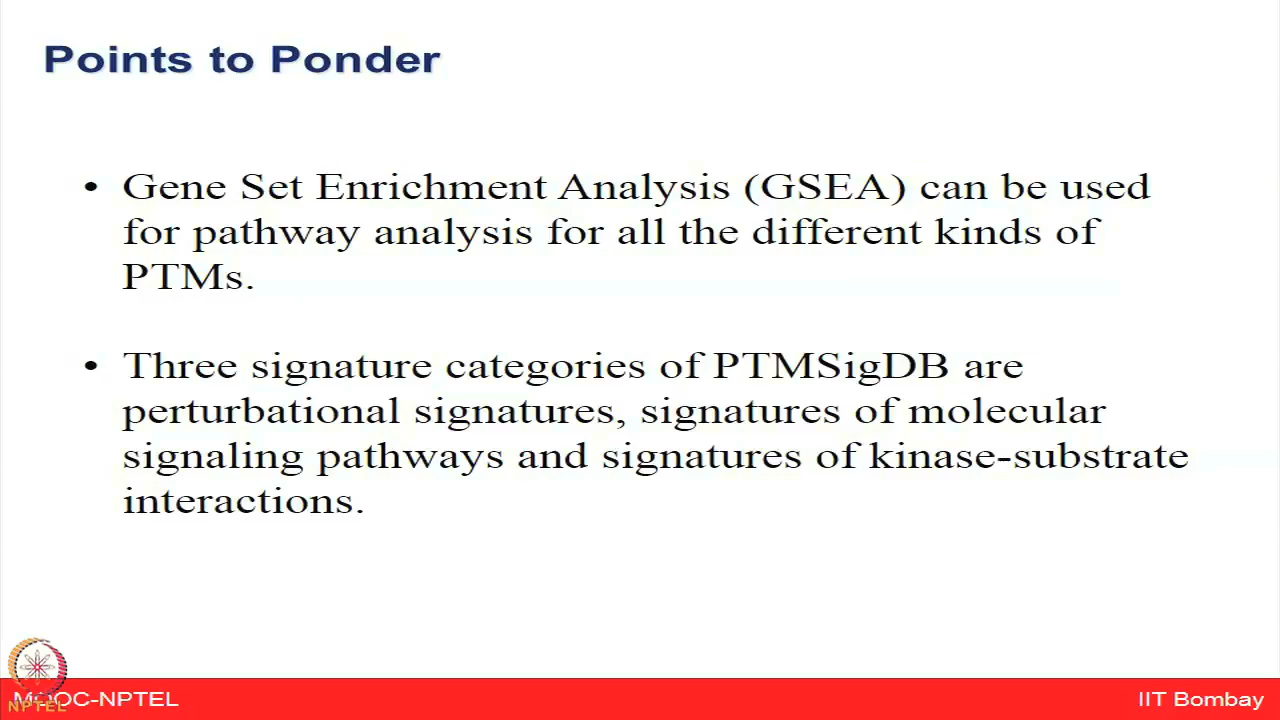 Points to Ponder
• Gene Set Enrichment Analysis (GSEA) can be used
for pathway analysis for all the different kinds of
PTMs.
• Three signature categories of PTMSigDB are
perturbational signatures, signatures of molecular
signaling pathways and signatures of kinase-substrate
interactions.
MOOC-NPTEL
NPTEL
IIT Bombay